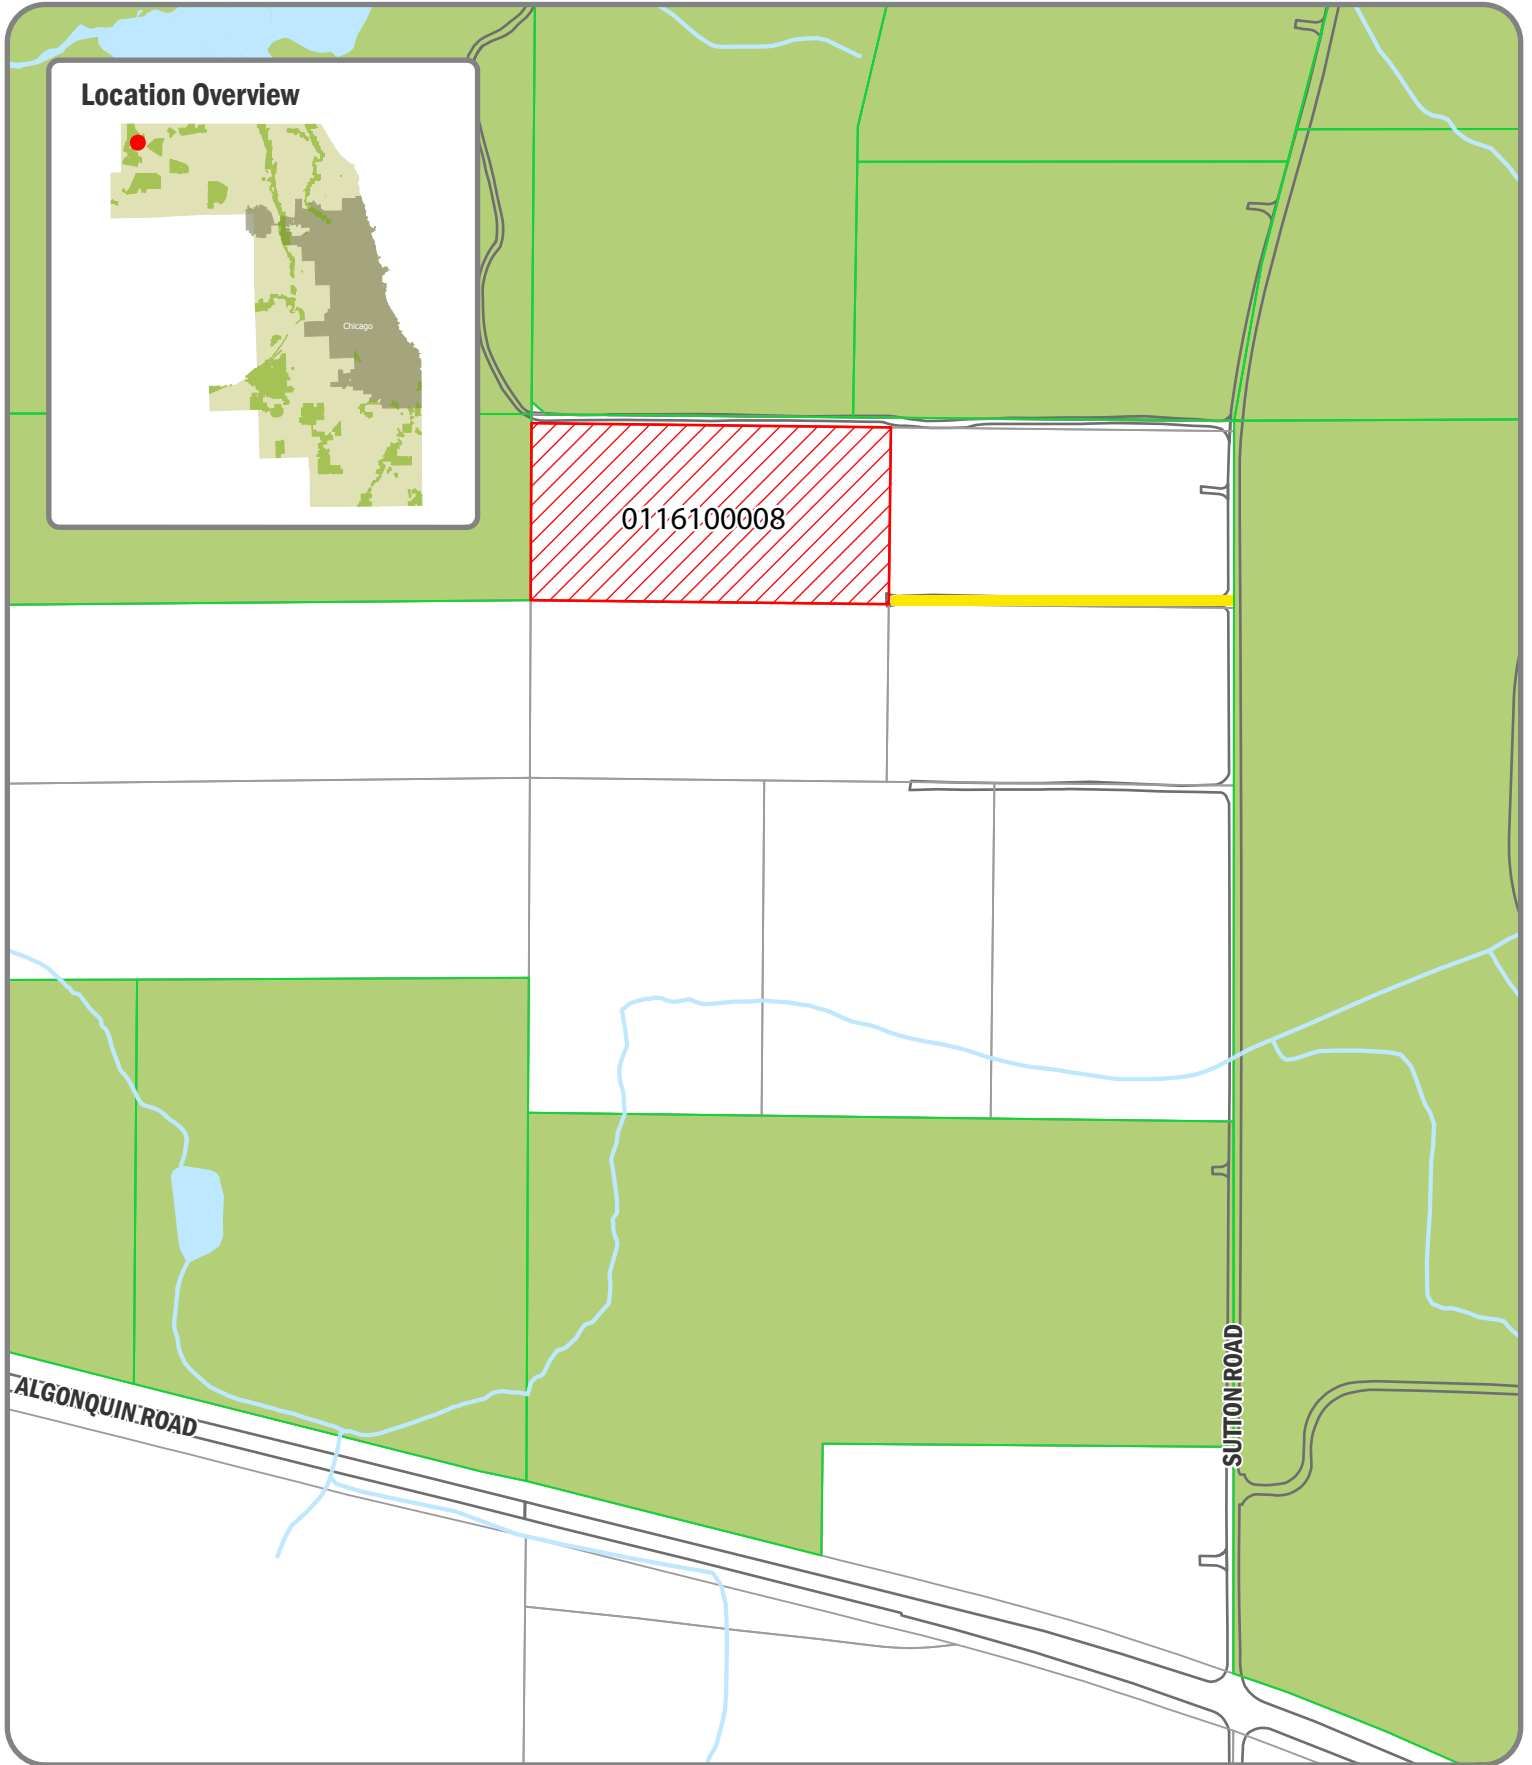 Location Overview
Chicago
0116100008
SUTTON ROAD
ALGONQUIN ROAD